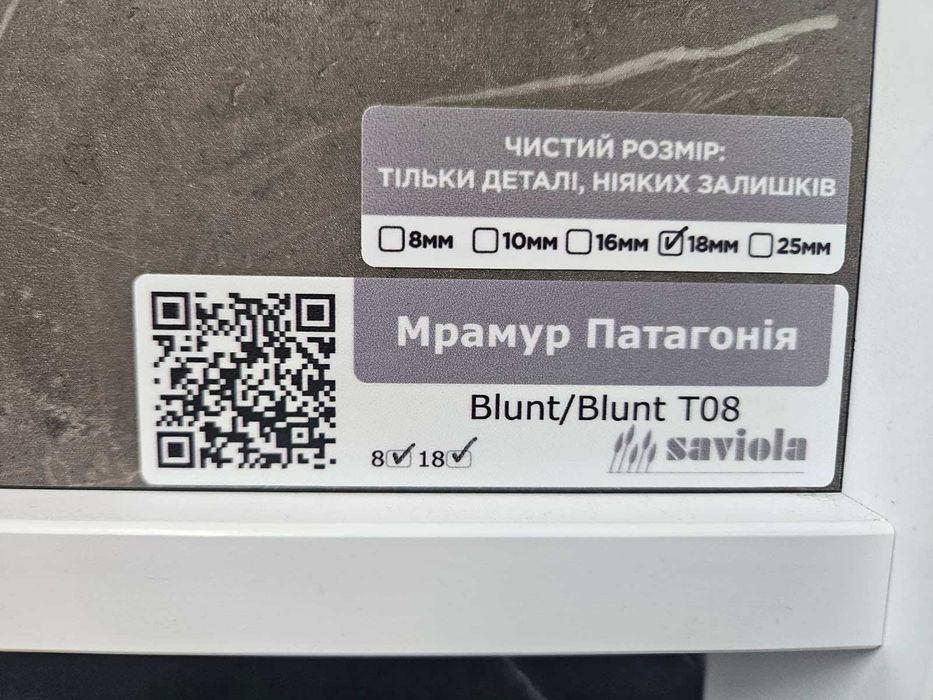 ЧИСТИЙ РОЗМІР:
ТІЛЬКИ ДЕТАЛІ, НІЯКИХ ЗАЛИШКІВ
8мм 10мм 16мм 18мм 25мм
Мрамур Патагонія
Blunt/Blunt T08
8 18
saviola